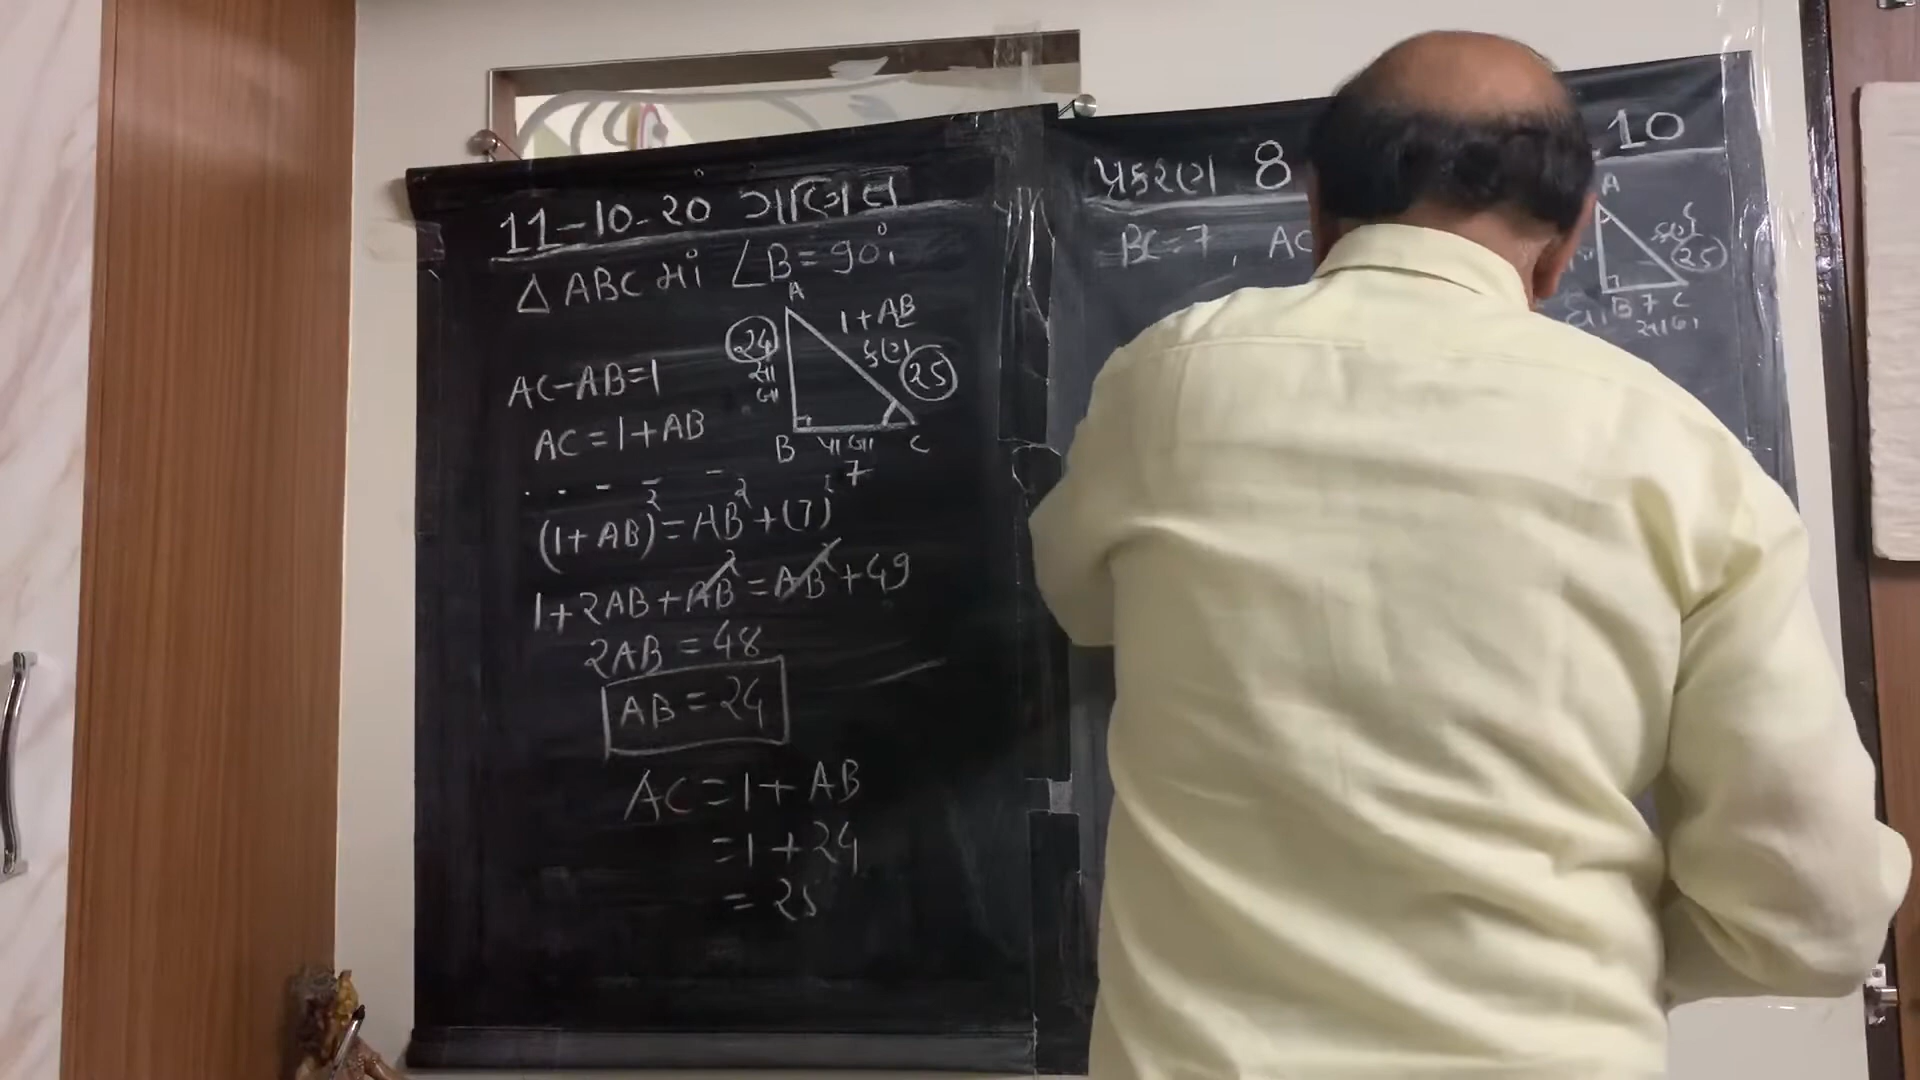 11-10-20 ગણિત
△ ABC માં ∠B = 90°
A
1 + AB
24
કર્ણ
25
સા
બા
AC-AB=1
AC = 1 + AB
B પા બા C
7
(1 + AB)² = AB² + (7)²
1 + 2AB + AB² = AB² + 49
2AB = 48
AB = 24
AC = 1 + AB
= 1 + 24
= 25
પ્રકરણ 8
10
BC = 7, AC
A
કર્ણ
25
B 7 C
સા બા